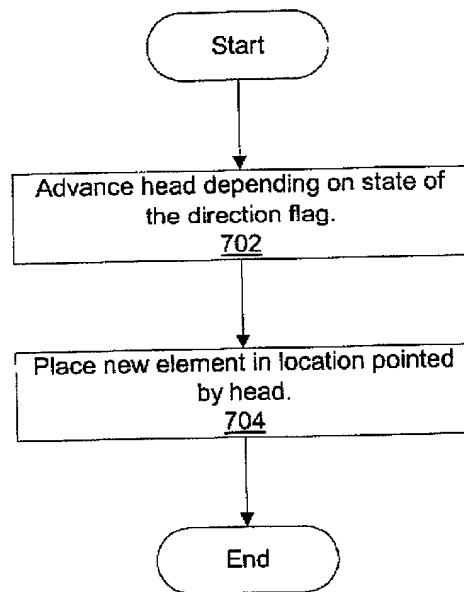 Start
Advance head depending on state of
the direction flag.
702
Place new element in location pointed
by head.
704
End